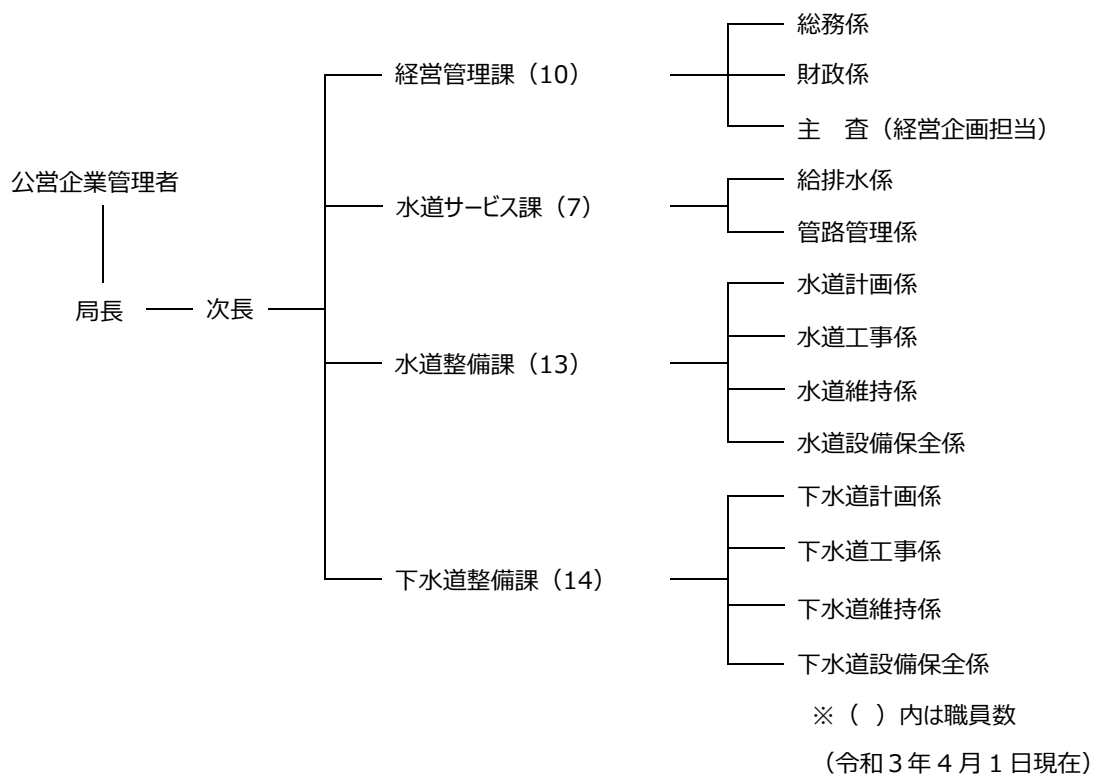 公営企業管理者
局長
次長
経営管理課（10）
総務係
財政係
主　査（経営企画担当）
水道サービス課（7）
給排水係
管路管理係
水道整備課（13）
水道計画係
水道工事係
水道維持係
水道設備保全係
下水道整備課（14）
下水道計画係
下水道工事係
下水道維持係
下水道設備保全係
※（ ）内は職員数
（令和３年４月１日現在）